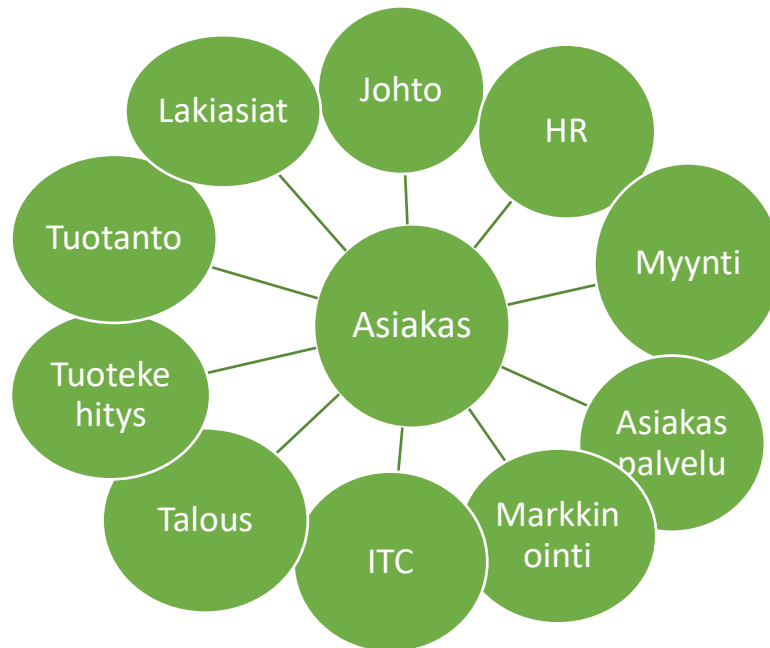 Johto
Lakiasiat
HR
Tuotanto
Myynti
Asiakas
Tuoteke
hitys
Asiakas
palvelu
Talous
Markkin
ointi
ITC